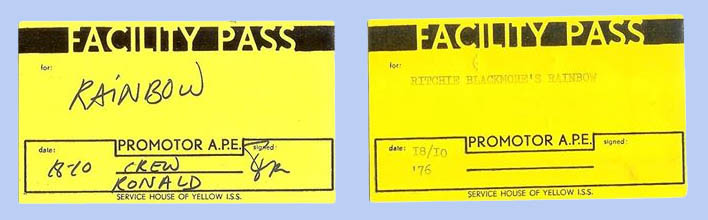 FACILITY PASS
for:
RAINBOW
date:
PROMOTOR A.P.E.
signed:
18-10
CREW
RONALD
SERVICE HOUSE OF YELLOW I.S.S.
FACILITY PASS
for:
RITCHIE BLACKMORE'S RAINBOW
date:
PROMOTOR A.P.E.
signed:
18/10
'76
SERVICE HOUSE OF YELLOW I.S.S.